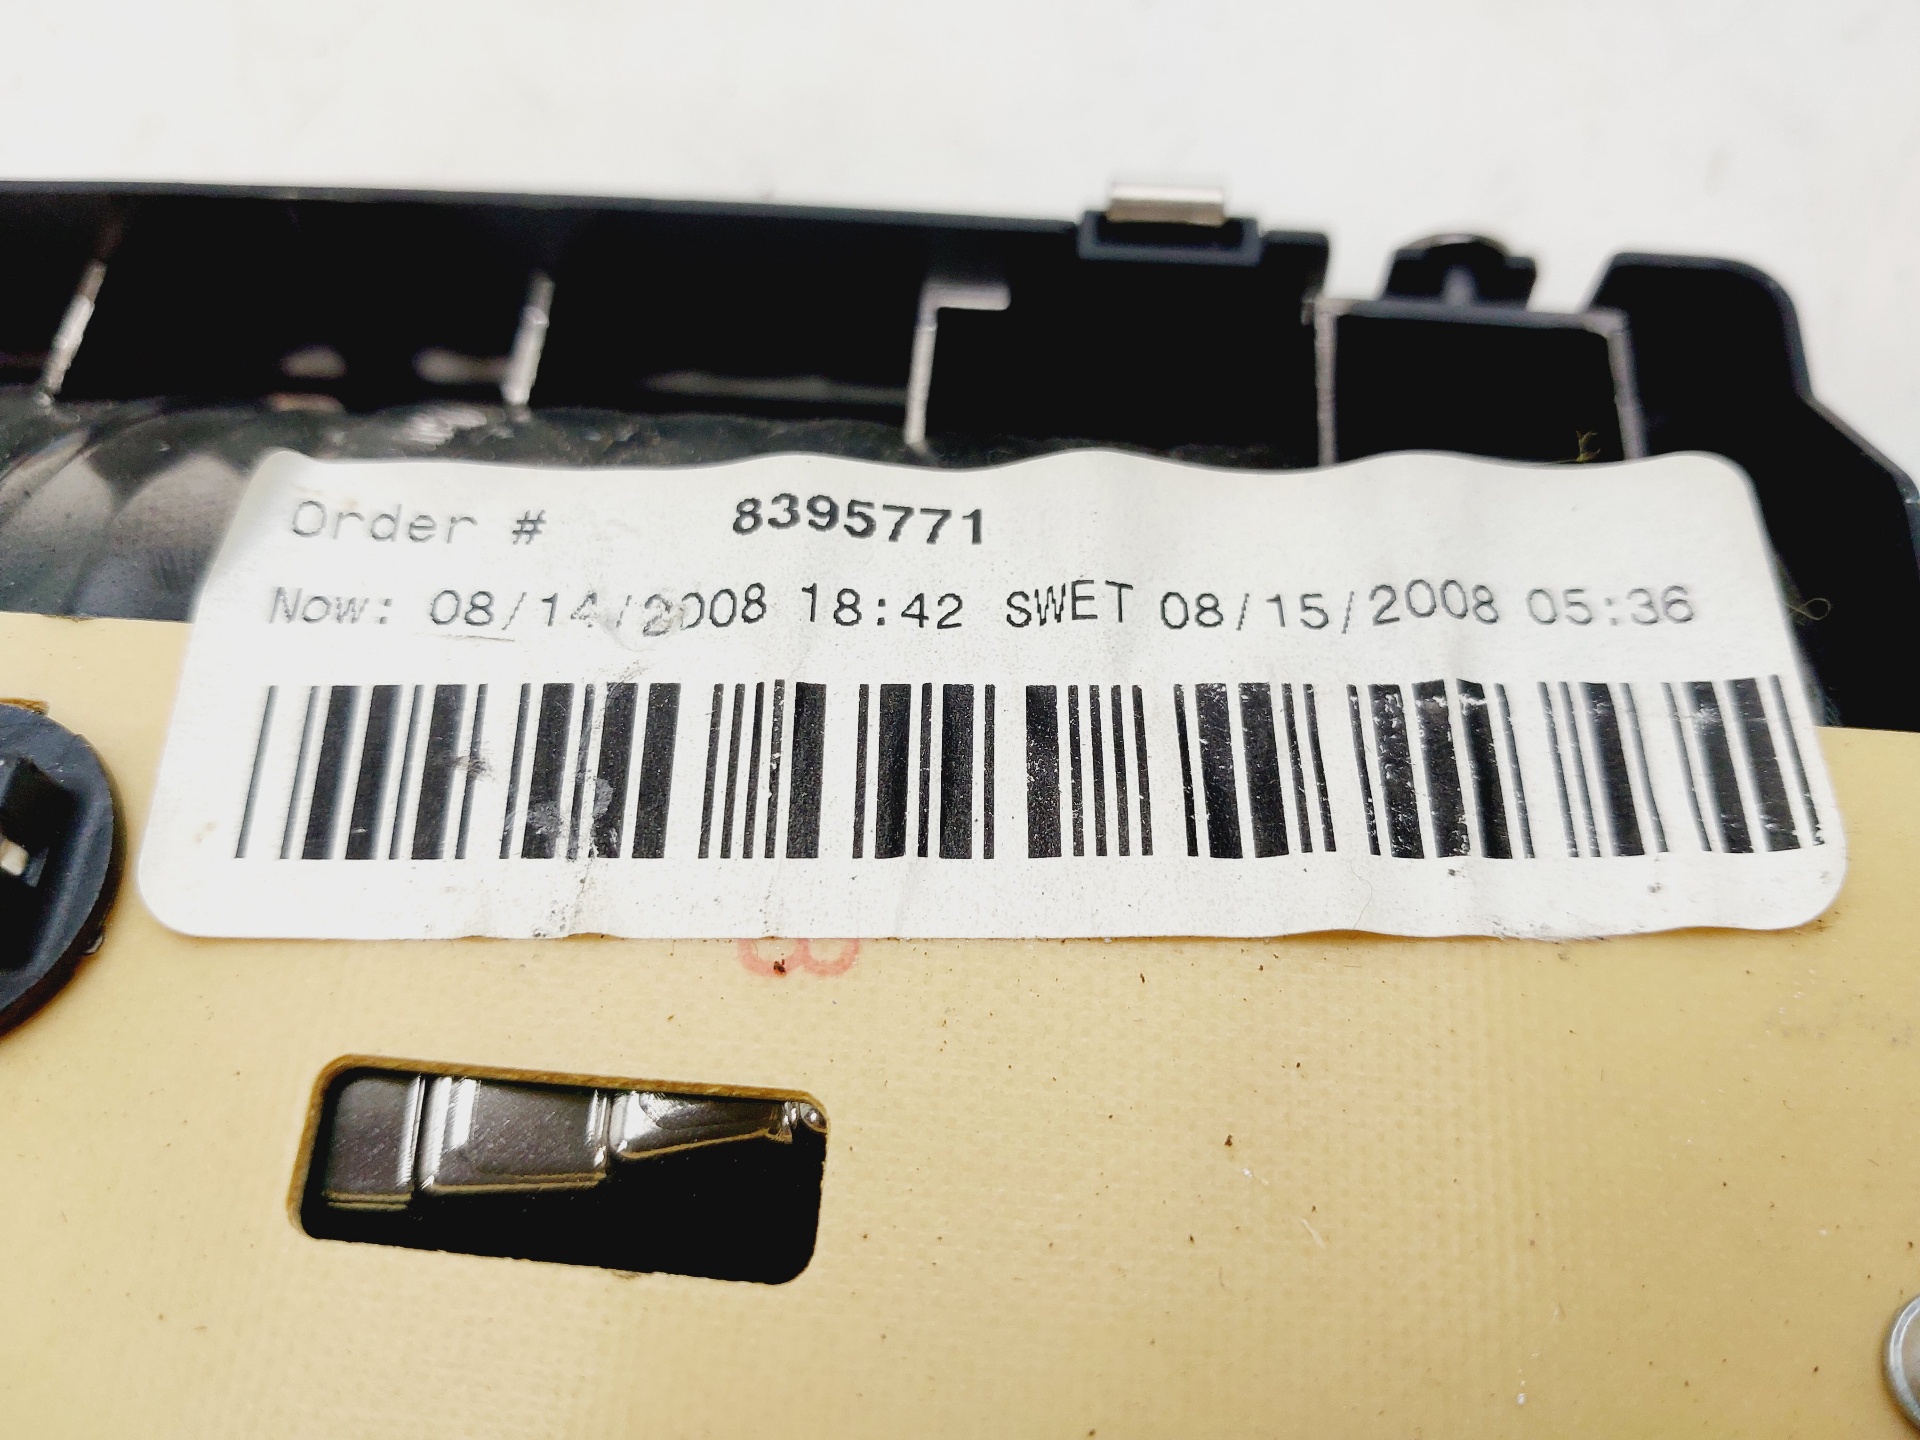 Order # 8395771
Now: 08/14/2008 18:42 SWET 08/15/2008 05:36